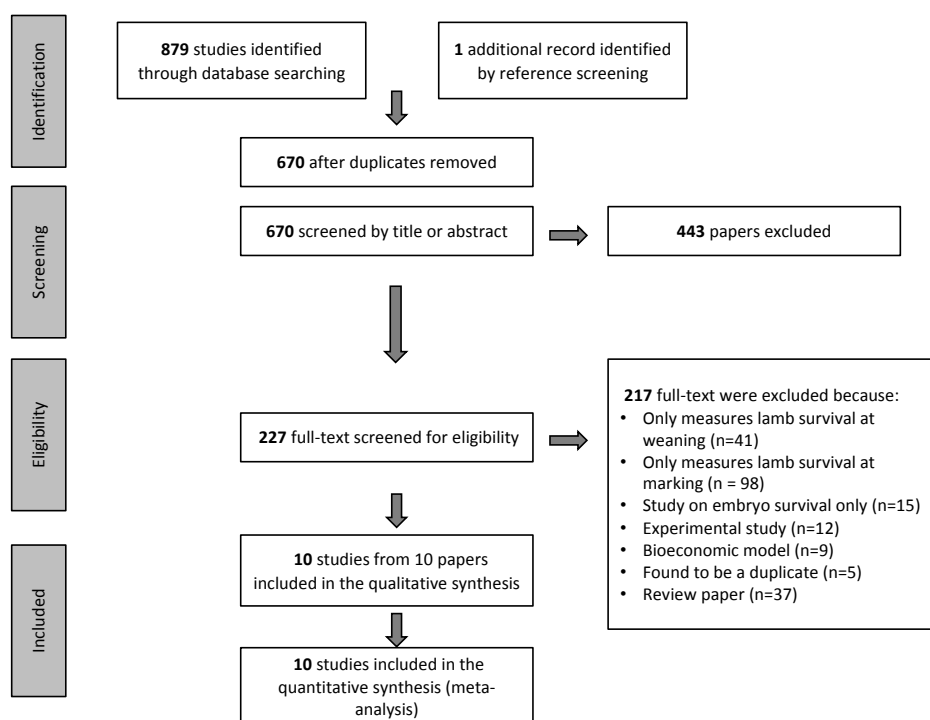 Identification
879 studies identified
through database searching
1 additional record identified
by reference screening
670 after duplicates removed
Screening
670 screened by title or abstract
443 papers excluded
Eligibility
227 full-text screened for eligibility
217 full-text were excluded because:
• Only measures lamb survival at
weaning (n=41)
• Only measures lamb survival at
marking (n = 98)
• Study on embryo survival only (n=15)
• Experimental study (n=12)
• Bioeconomic model (n=9)
• Found to be a duplicate (n=5)
• Review paper (n=37)
Included
10 studies from 10 papers
included in the qualitative synthesis
10 studies included in the
quantitative synthesis (meta-
analysis)